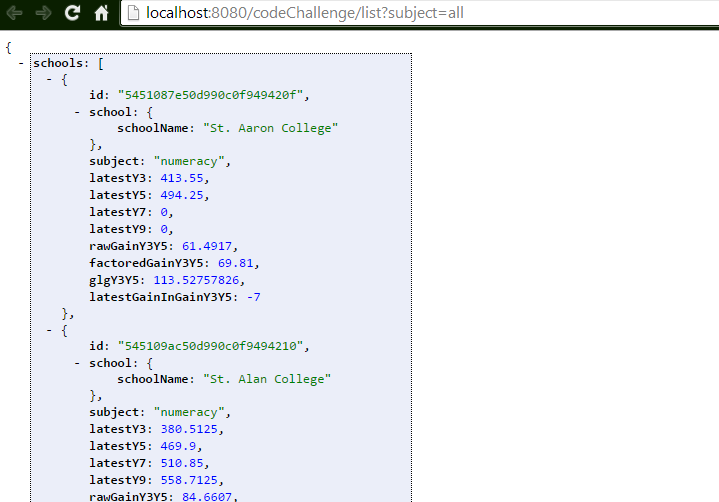 localhost:8080/codeChallenge/list?subject=all
{
- schools: [
- {
id: "5451087e50d990c0f949420f",
- school: {
schoolName: "St. Aaron College"
},
subject: "numeracy",
latestY3: 413.55,
latestY5: 494.25,
latestY7: 0,
latestY9: 0,
rawGainY3Y5: 61.4917,
factoredGainY3Y5: 69.81,
glgY3Y5: 113.52757826,
latestGainInGainY3Y5: -7
},
- {
id: "545109ac50d990c0f9494210",
- school: {
schoolName: "St. Alan College"
},
subject: "numeracy",
latestY3: 380.5125,
latestY5: 469.9,
latestY7: 510.85,
latestY9: 558.7125,
rawGainY3Y5: 84.6607,